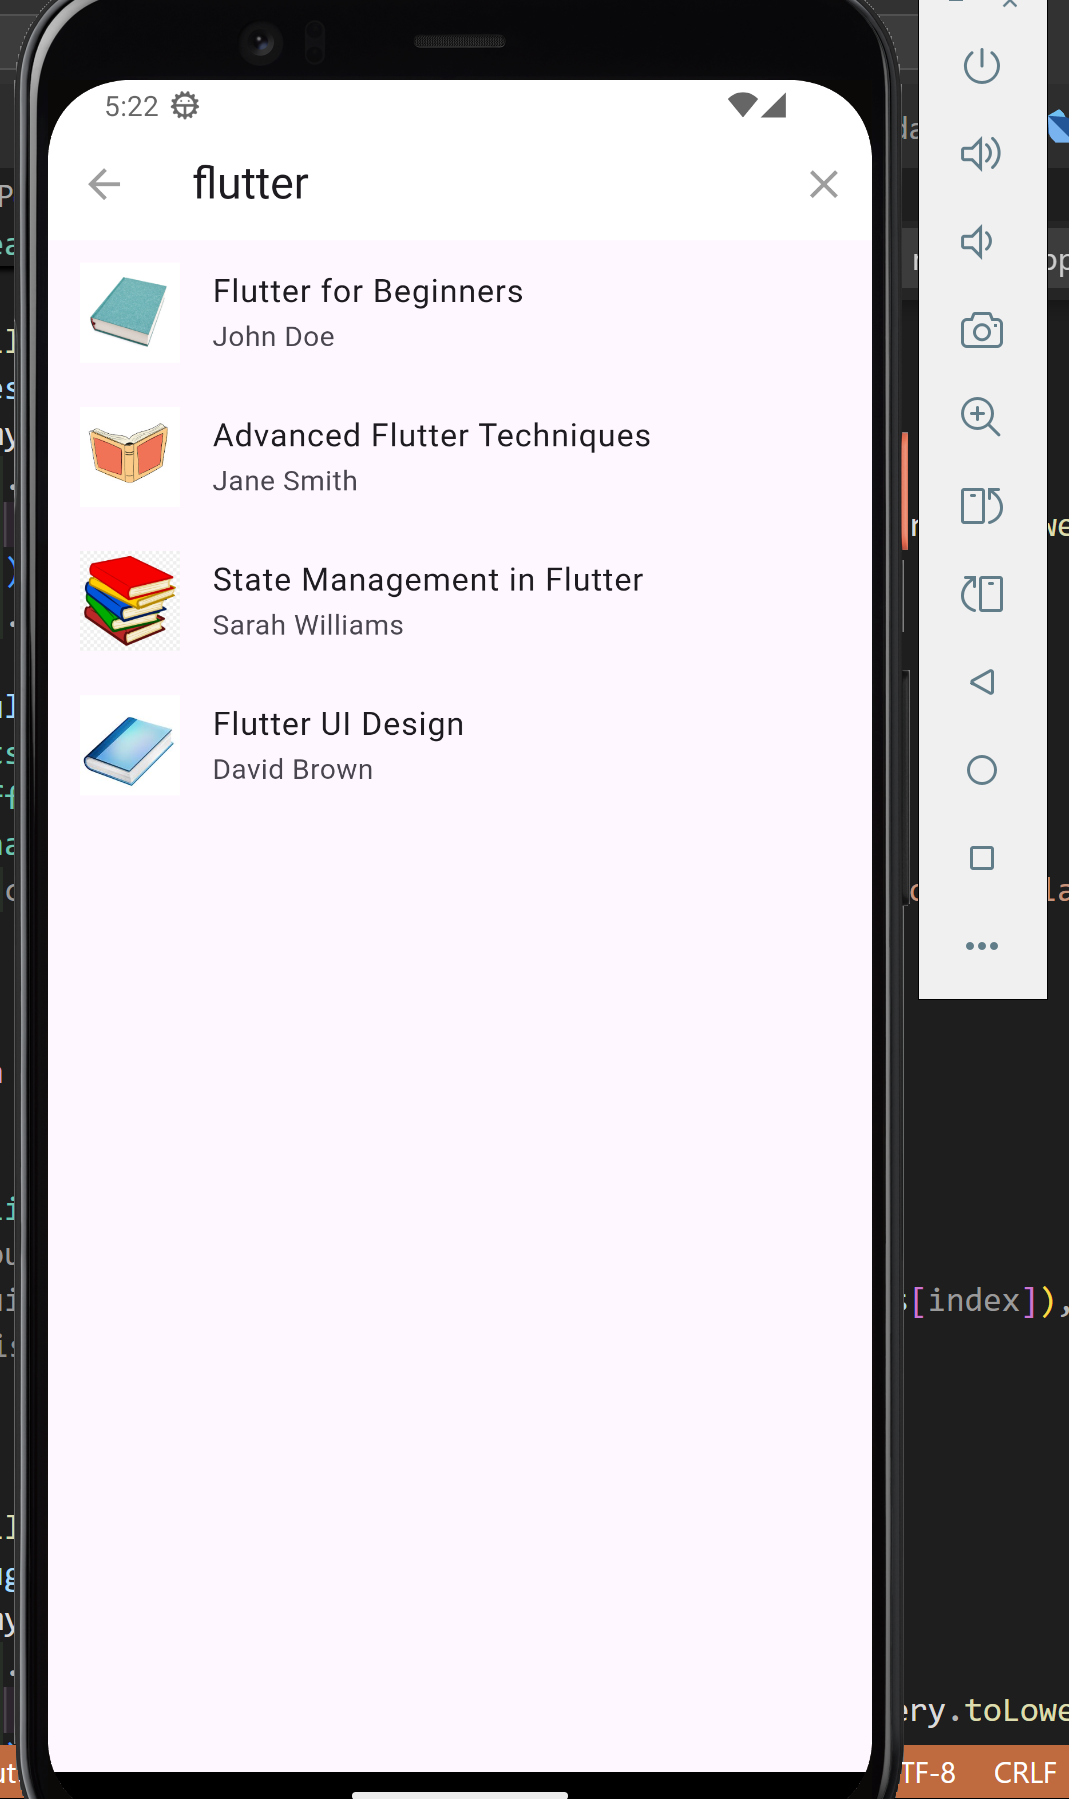 5:22
flutter
Flutter for Beginners
John Doe
Advanced Flutter Techniques
Jane Smith
State Management in Flutter
Sarah Williams
Flutter UI Design
David Brown
[index]),
ery.toLowe
TF-8 CRLF